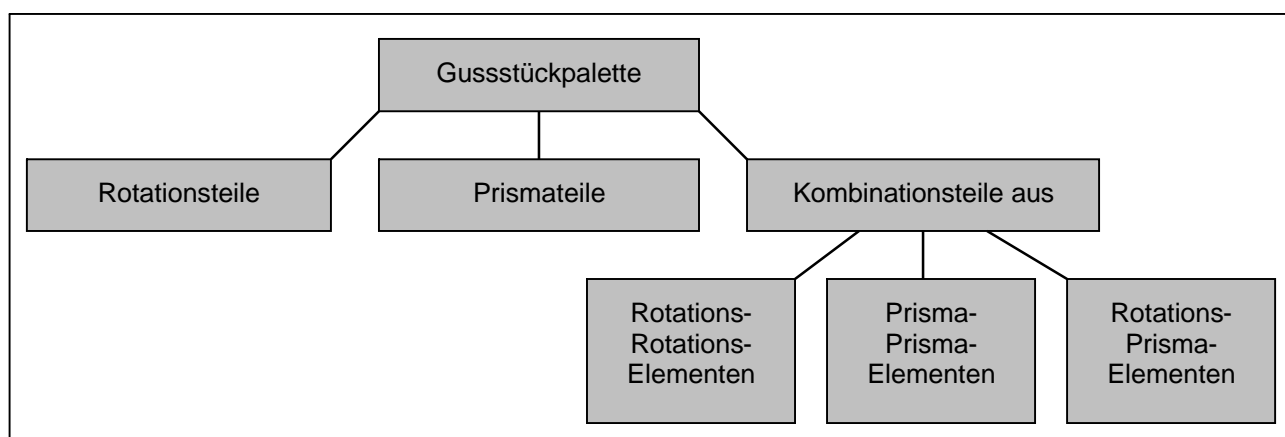 Gussstückpalette
Rotationsteile
Prismateile
Kombinationsteile aus
Rotations-
Rotations-
Elementen
Prisma-
Prisma-
Elementen
Rotations-
Prisma-
Elementen